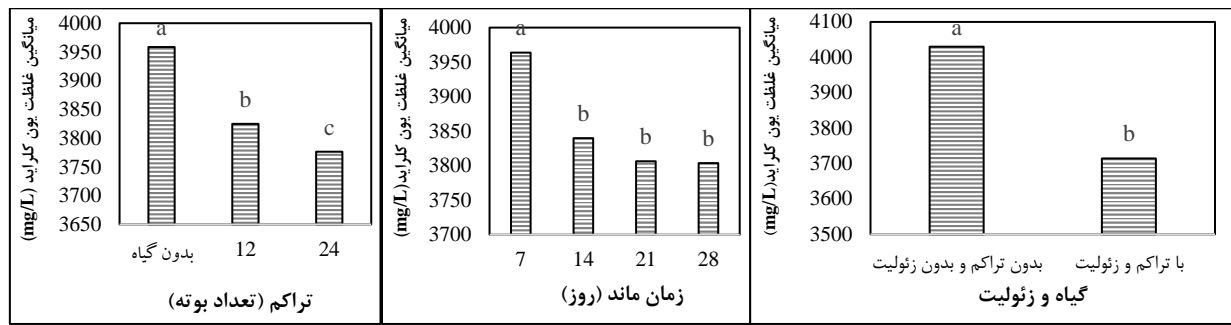 میانگین غلظت یون کلراید (mg/L)
4000
3950
3900
3850
3800
3750
3700
3650
a
b
c
بدون گیاه 12 24
تراکم (تعداد بوته)
میانگین غلظت یون کلراید(mg/L)
4000
3950
3900
3850
3800
3750
3700
a
b
b
b
7 14 21 28
زمان ماند (روز)
میانگین غلظت یون کلراید(mg/L)
4100
4000
3900
3800
3700
3600
3500
a
b
بدون تراکم و بدون زئولیت
با تراکم و زئولیت
گیاه و زئولیت